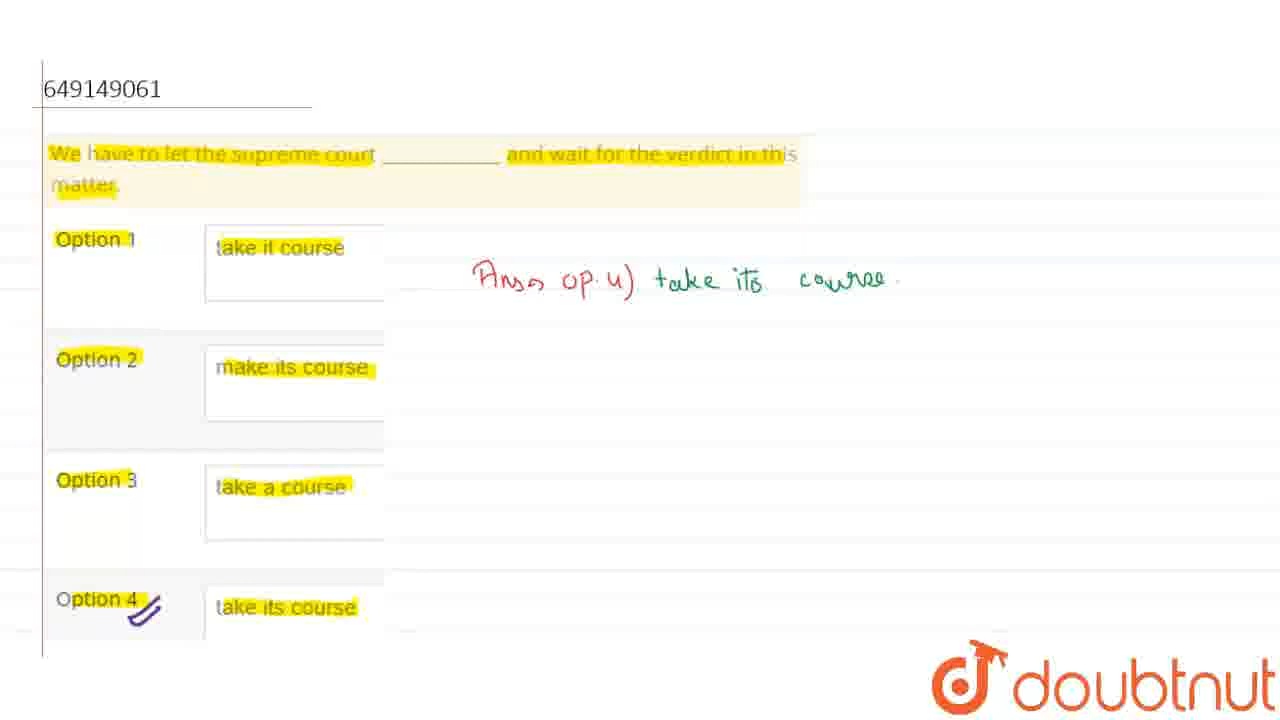 649149061
We have to let the supreme court __________ and wait for the verdict in this
matter.
Option 1
take it course
Ans op.4) take its course.
Option 2
make its course
Option 3
take a course
Option 4
take its course
doubtnut